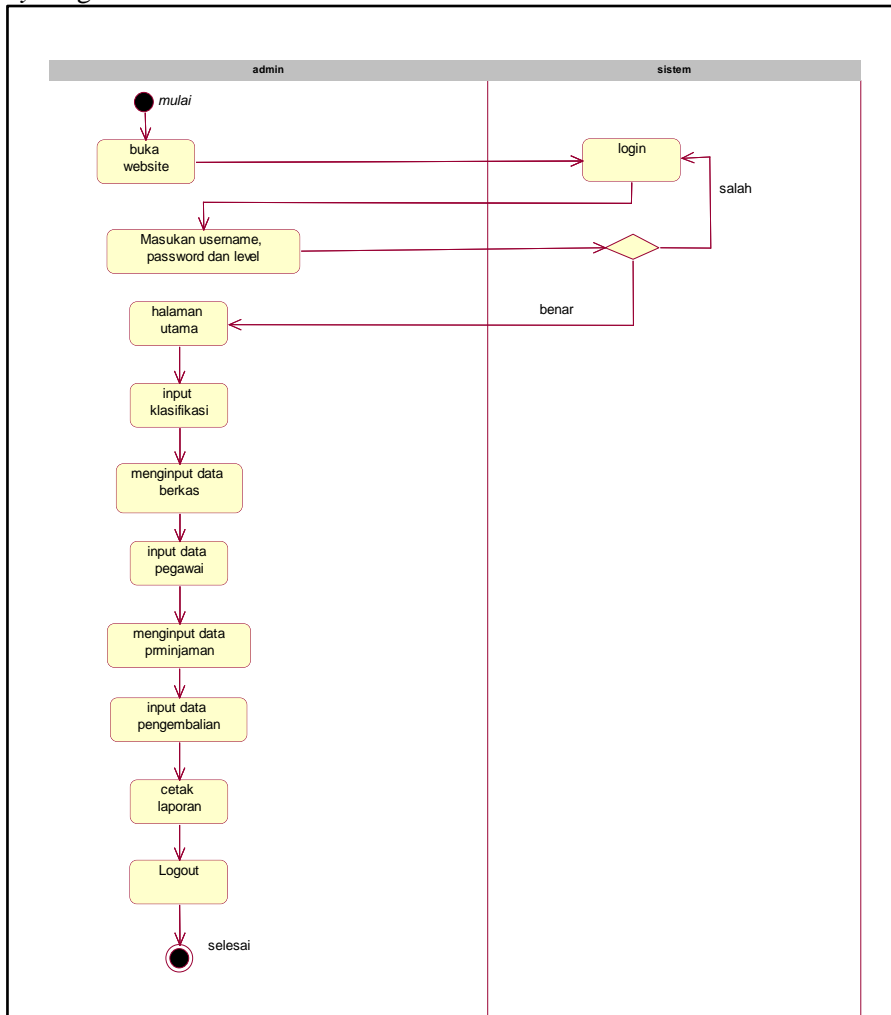 admin
sistem
mulai
buka
website
login
salah
Masukan username,
password dan level
benar
halaman
utama
input
klasifikasi
menginput data
berkas
input data
pegawai
menginput data
prminjaman
input data
pengembalian
cetak
laporan
Logout
selesai